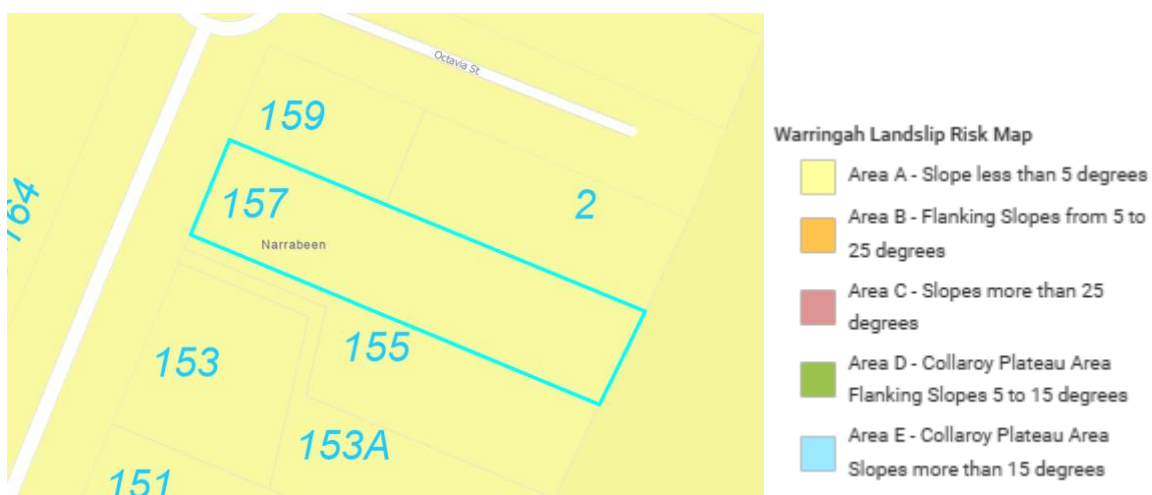 Octavia St
159
164
157
2
Narrabeen
153
155
153A
151
Warringah Landslip Risk Map
Area A - Slope less than 5 degrees
Area B - Flanking Slopes from 5 to
25 degrees
Area C - Slopes more than 25
degrees
Area D - Collaroy Plateau Area
Flanking Slopes 5 to 15 degrees
Area E - Collaroy Plateau Area
Slopes more than 15 degrees